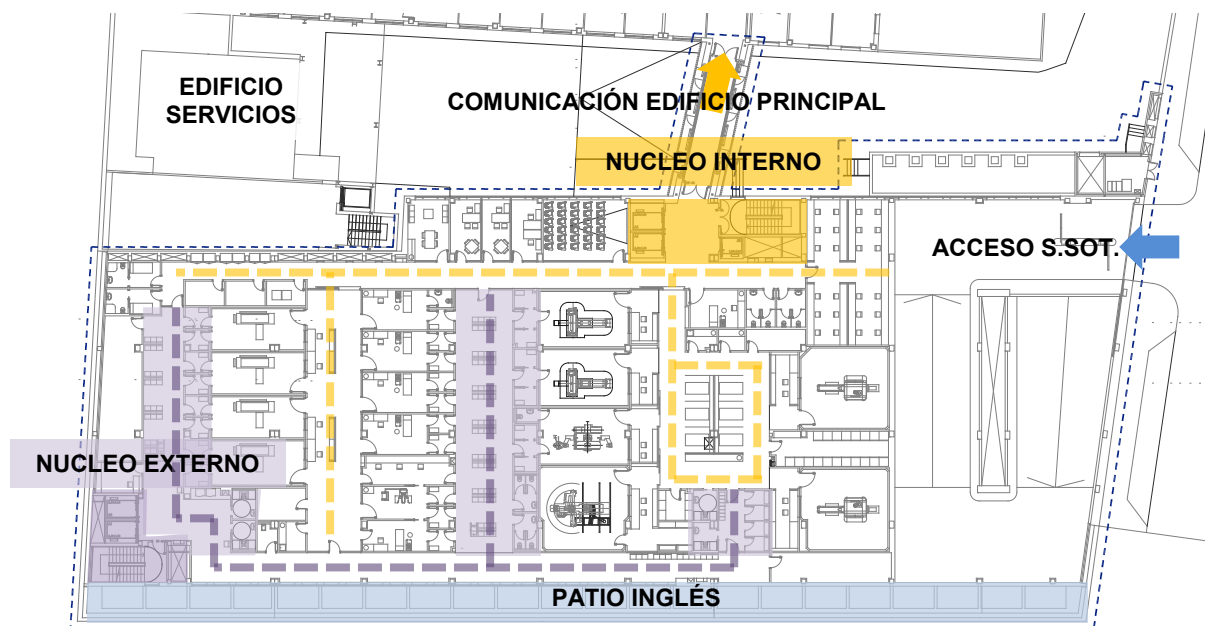 EDIFICIO
SERVICIOS
COMUNICACIÓN EDIFICIO PRINCIPAL
NUCLEO INTERNO
ACCESO S.SOT.
NUCLEO EXTERNO
PATIO INGLÉS